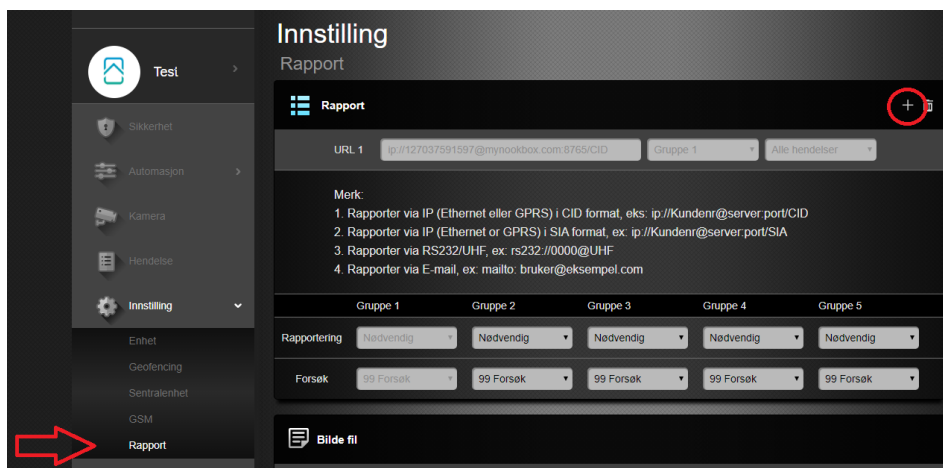 Innstilling
Rapport
Test
Rapport
Sikkerhet
URL 1 ip://127037591597@mynookbox.com:8765/CID Gruppe 1 Alle hendelser
Automasjon
Merk:
1. Rapporter via IP (Ethernet eller GPRS) i CID format, eks: ip://Kundenr@server:port/CID
2. Rapporter via IP (Ethernet or GPRS) i SIA format, ex: ip://Kundenr@server:port/SIA
3. Rapporter via RS232/UHF, ex: rs232://0000@UHF
4. Rapporter via E-mail, ex: mailto: bruker@eksempel.com
Kamera
Hendelse
Innstilling
Gruppe 1 Gruppe 2 Gruppe 3 Gruppe 4 Gruppe 5
Rapportering Nødvendig Nødvendig Nødvendig Nødvendig Nødvendig
Forsøk 99 Forsøk 99 Forsøk 99 Forsøk 99 Forsøk 99 Forsøk
Enhet
Geofencing
Sentralenhet
GSM
Rapport
Bilde fil